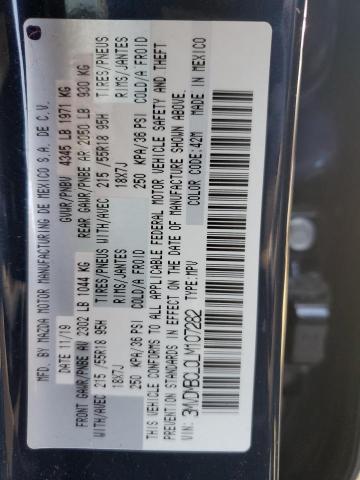 MFD.BY MAZDA MOTOR MANUFACTURING DE MEXICO S.A. DE C.V.
DATE 11/19 GVWR/PNBV 4345 LB 1971 KG
FRONT GAWR/PNBE AV 2302 LB 1044 KG REAR GAWR/PNBE AR 2050 LB 930 KG
WITH/AVEC 215/55R18 95H TIRES/PNEUS WITH/AVEC 215/55R18 95H TIRES/PNEUS
18X7J RIMS/JANTES 18X7J RIMS/JANTES
250 KPA/36 PSI COLD/A FROID 250 KPA/36 PSI COLD/A FROID
THIS VEHICLE CONFORMS TO ALL APPLICABLE FEDERAL MOTOR VEHICLE SAFETY AND THEFT
PREVENTION STANDARDS IN EFFECT ON THE DATE OF MANUFACTURE SHOWN ABOVE.
VIN: 3MVDMBCL0LM107282 TYPE:MPV COLOR CODE:42M MADE IN MEXICO